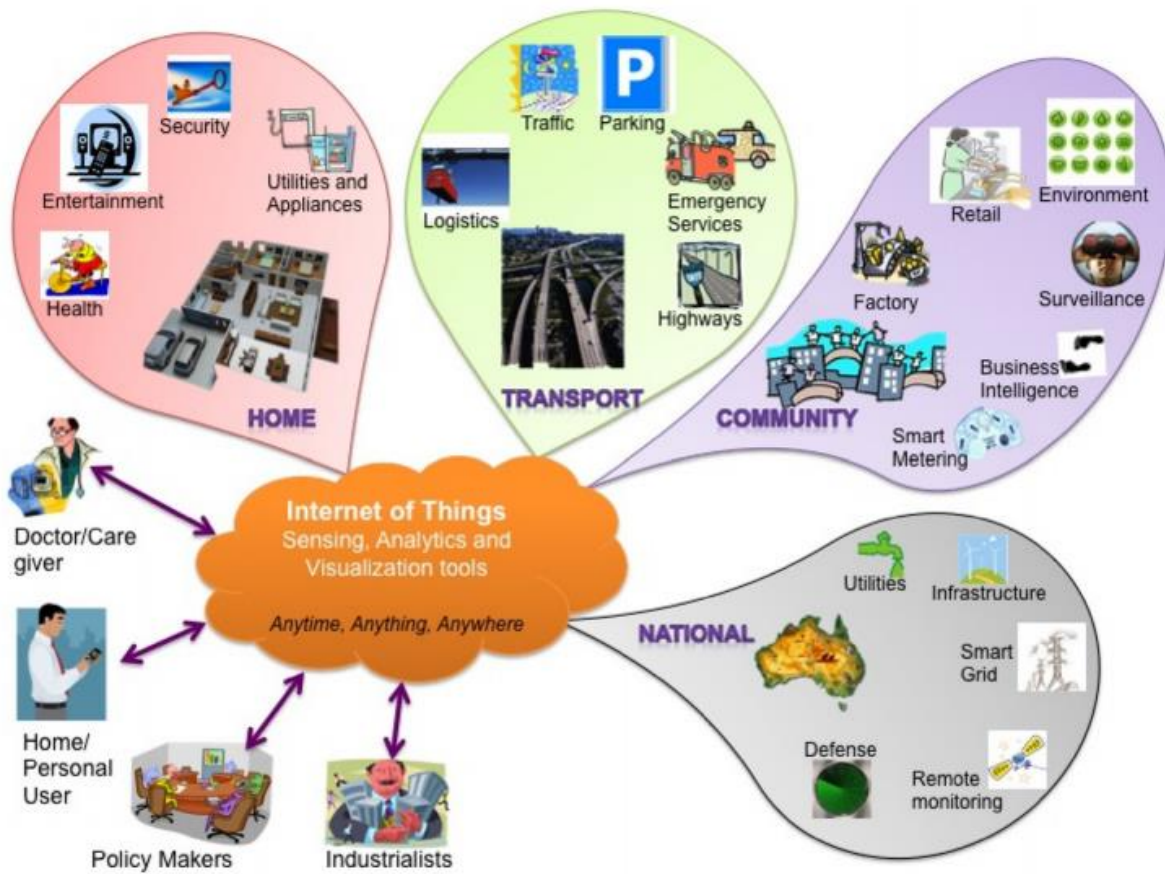 Security
Entertainment
Utilities and
Appliances
Health
HOME
Traffic
P
Parking
Logistics
Emergency
Services
Highways
TRANSPORT
Retail
Environment
Factory
Surveillance
Business
Intelligence
COMMUNITY
Smart
Metering
Internet of Things
Sensing, Analytics and
Visualization tools
Anytime, Anything, Anywhere
Doctor/Care
giver
Home/
Personal
User
Policy Makers
Industrialists
NATIONAL
Utilities
Infrastructure
Smart
Grid
Defense
Remote
monitoring